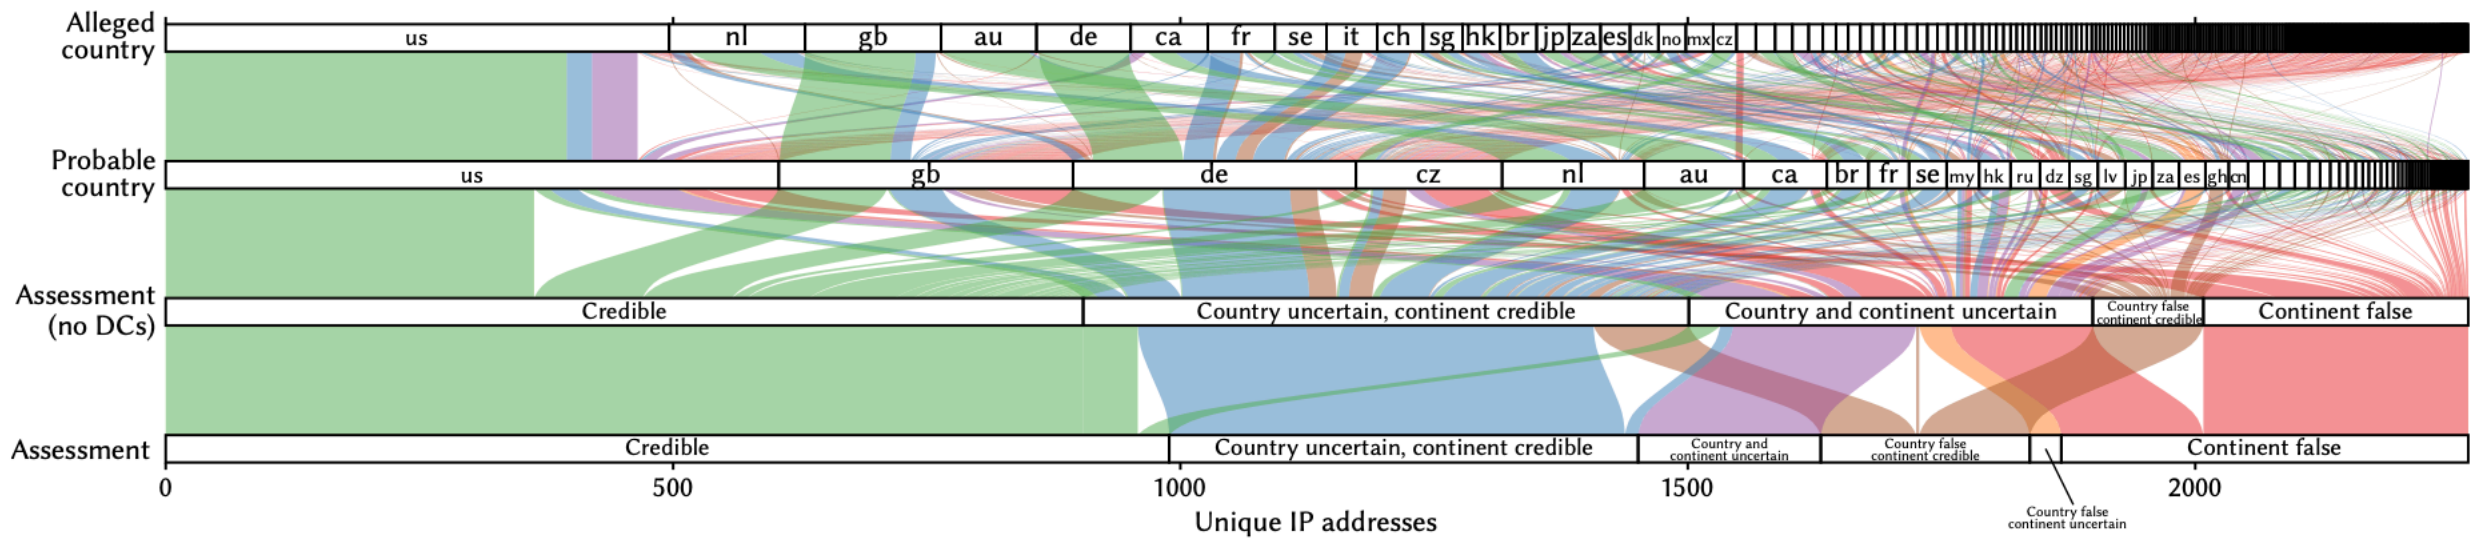 Alleged
country
us nl gb au de ca fr se it ch sg hk br jp za es dk no mx cz
Probable
country
us gb de cz nl au ca br fr se my hk ru dz sg lv jp za es gh cn
Assessment
(no DCs)
Credible
Country uncertain, continent credible
Country and continent uncertain
Country false
continent credible
Continent false
Assessment
Credible
Country uncertain, continent credible
Country and
continent uncertain
Country false
continent credible
Continent false
0 500 1000 1500 2000
Country false
continent uncertain
Unique IP addresses